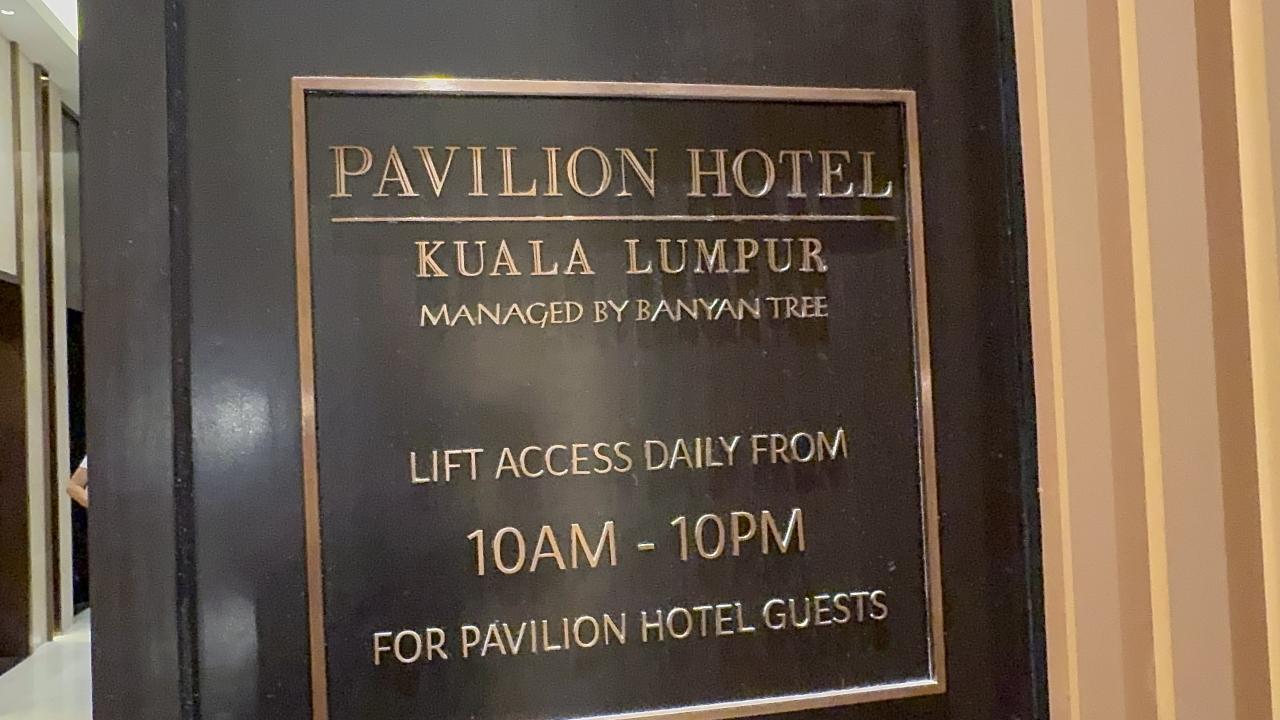 PAVILION HOTEL
KUALA LUMPUR
MANAGED BY BANYAN TREE
LIFT ACCESS DAILY FROM
10AM - 10PM
FOR PAVILION HOTEL GUESTS